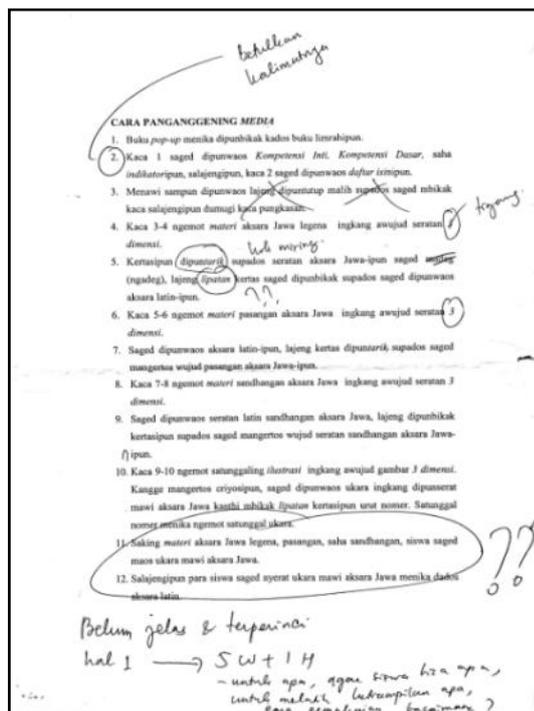 betulkan
kalimatnya
CARA PANGANGGENING MEDIA
1. Buku pop-up menika dipunbikak kados buku limrahipun.
2. Kaca 1 saged dipunwaos Kompetensi Inti, Kompetensi Dasar, saha
indikatoripun, salajengipun, kaca 2 saged dipunwaos daftar isinipun.
3. Menawi sampun dipunwaos lajeng dipuntutup malih supados saged mbikak
kaca salajengipun dumugi kaca pungkasan.
4. Kaca 3-4 ngemot materi aksara Jawa legena ingkang awujud seratan 3
dimensi.
miring.
5. Kertasipun dipuntarik supados seratan aksara Jawa-ipun saged
(ngadeg), lajeng lipatan kertas saged dipunbikak supados saged dipunwaos
aksara latin-ipun.
??
6. Kaca 5-6 ngemot materi pasangan aksara Jawa ingkang awujud seratan 3
dimensi.
7. Saged dipunwaos aksara latin-ipun, lajeng kertas dipuntarik supados saged
mangertos wujud pasangan aksara Jawa-ipun.
8. Kaca 7-8 ngemot materi sandhangan aksara Jawa ingkang awujud seratan 3
dimensi.
9. Saged dipunwaos seratan latin sandhangan aksara Jawa, lajeng dipunbikak
kertasipun supados saged mangertos wujud seratan sandhangan aksara Jawa-
ipun.
10. Kaca 9-10 ngemot satunggaling ilustrasi ingkang awujud gambar 3 dimensi.
Kangge mangertos criyosipun, saged dipunwaos ukara ingkang dipunserat
mawi aksara Jawa kanthi mbikak lipatan kertasipun urut nomer. Satunggal
nomer menika ngemot satunggal ukara.
11. Saking materi aksara Jawa legena, pasangan, saha sandhangan, siswa saged
maos ukara mawi aksara Jawa.
12. Salajengipun para siswa saged nyerat ukara mawi aksara Jawa menika dados
aksara latin.
??
Belum jelas & terperinci
hal 1 → 5 W + 1 H
- untuk apa, agar siswa bisa apa,
untuk melatih ketrampilan apa,
cara pemakaian bagaimana?